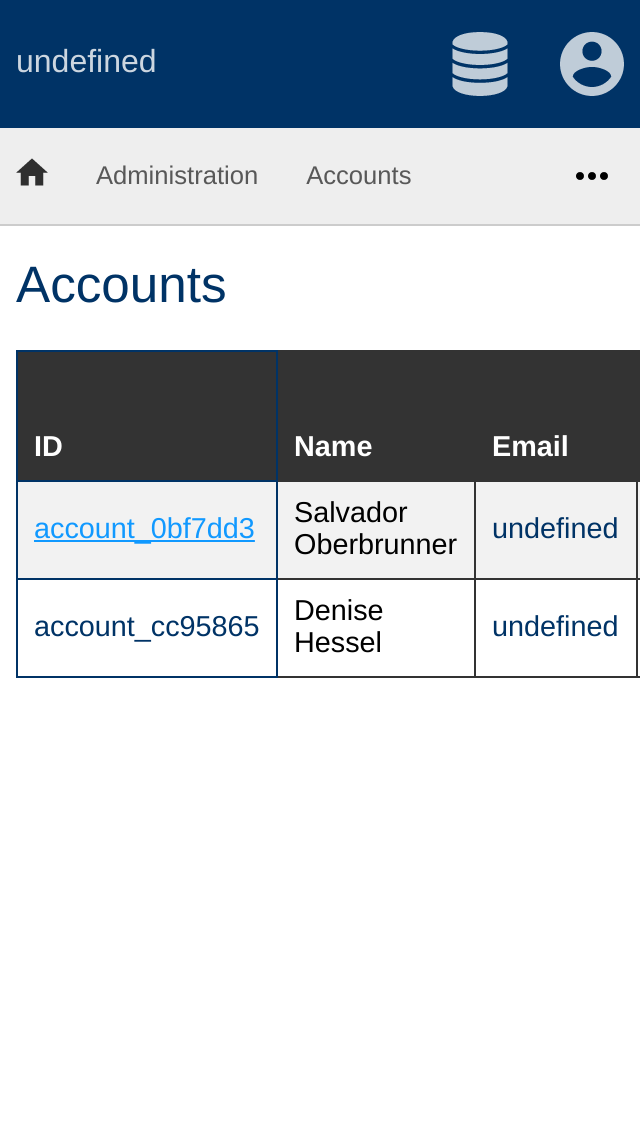 undefined
Administration Accounts
Accounts
ID Name Email
account_0bf7dd3 Salvador Oberbrunner undefined
account_cc95865 Denise Hessel undefined